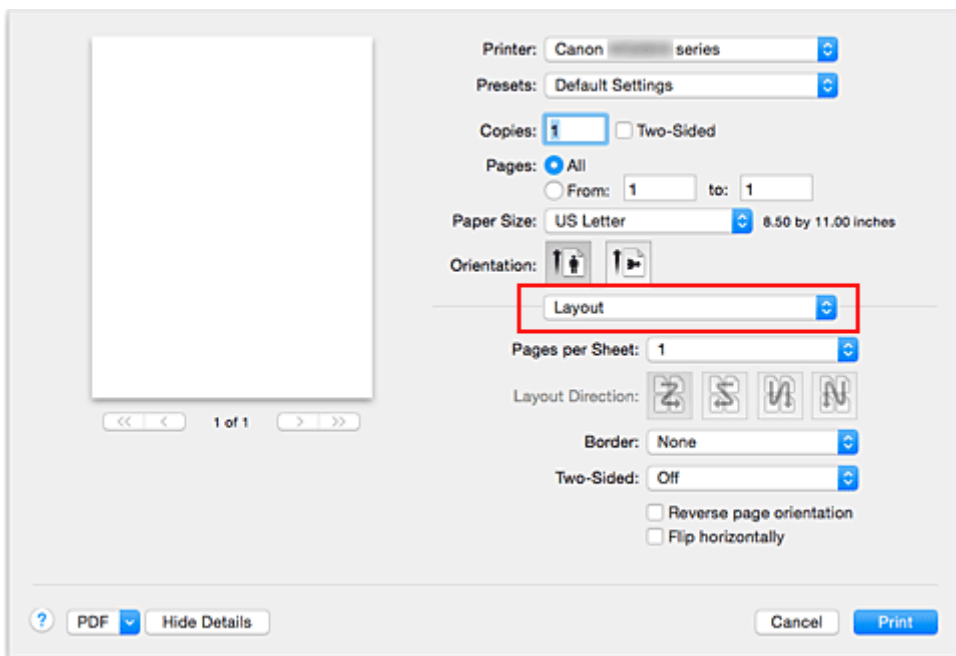 Printer: Canon series
Presets: Default Settings
Copies: 1 Two-Sided
Pages: All
From: 1 to: 1
Paper Size: US Letter 8.50 by 11.00 inches
Orientation:
Layout
Pages per Sheet: 1
Layout Direction:
1 of 1
Border: None
Two-Sided: Off
Reverse page orientation
Flip horizontally
? PDF Hide Details Cancel Print